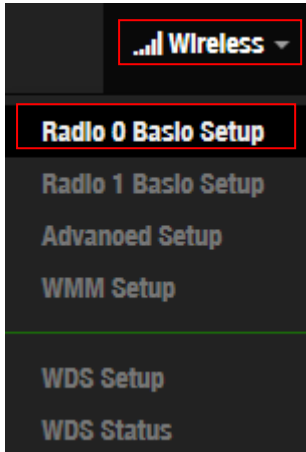 Wireless
Radio 0 Basic Setup
Radio 1 Basic Setup
Advanced Setup
WMM Setup
WDS Setup
WDS Status